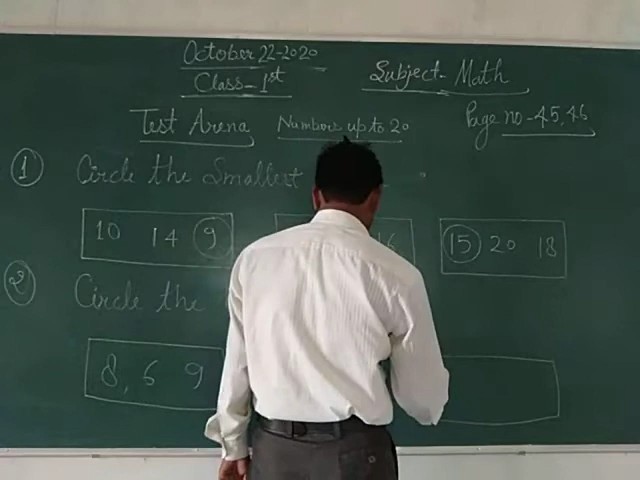 October 22-2020
Class- 1st
Subject- Math
Test Arena Numbers up to 20 Page no - 45, 46
① Circle the Smallest
10 14 9 16 15 20 18
② Circle the
8, 6 9